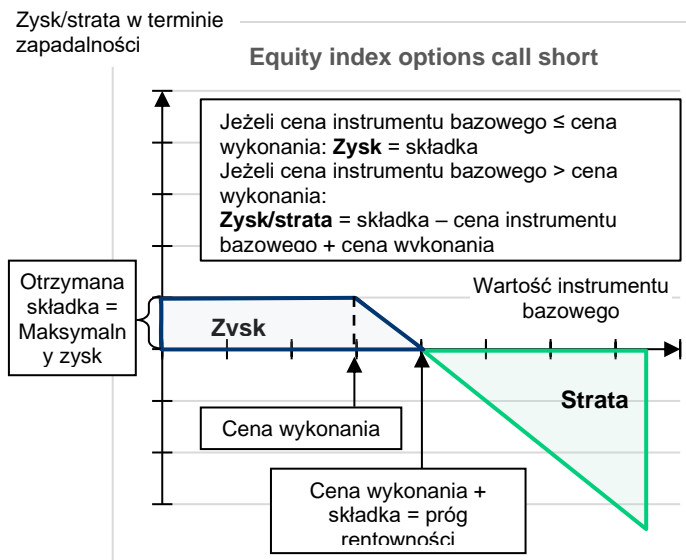 Zysk/strata w terminie
zapadalności
Equity index options call short
Jeżeli cena instrumentu bazowego ≤ cena
wykonania: Zysk = składka
Jeżeli cena instrumentu bazowego > cena
wykonania:
Zysk/strata = składka – cena instrumentu
bazowego + cena wykonania
Otrzymana
składka =
Maksymaln
y zysk
Wartość instrumentu
bazowego
Zysk
Strata
Cena wykonania
Cena wykonania +
składka = próg
rentowności